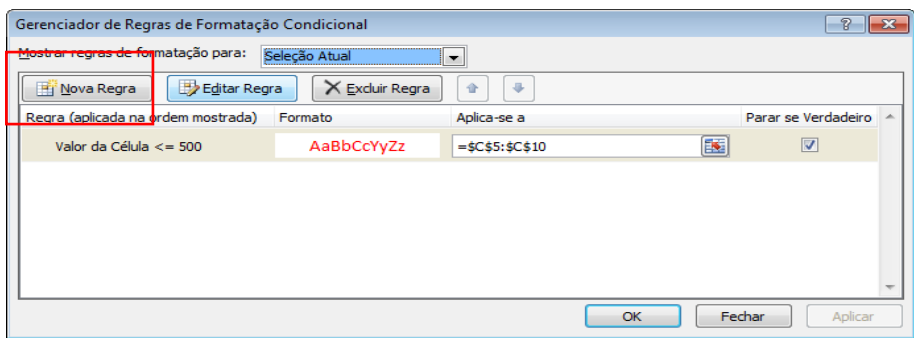 Gerenciador de Regras de Formatação Condicional
Mostrar regras de formatação para: Seleção Atual
Nova Regra Editar Regra Excluir Regra
Regra (aplicada na ordem mostrada) Formato Aplica-se a Parar se Verdadeiro
Valor da Célula <= 500 AaBbCcYyZz =$C$5:$C$10
OK Fechar Aplicar